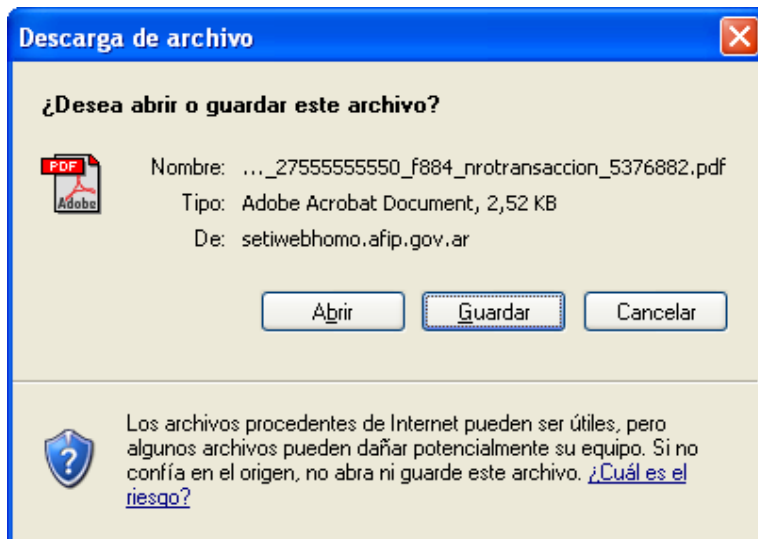 Descarga de archivo
¿Desea abrir o guardar este archivo?
PDF
Adobe
Nombre: ..._27555555550_f884_nrotransaccion_5376882.pdf
Tipo: Adobe Acrobat Document, 2,52 KB
De: setiwebhomo.afip.gov.ar
Abrir Guardar Cancelar
Los archivos procedentes de Internet pueden ser útiles, pero
algunos archivos pueden dañar potencialmente su equipo. Si no
confía en el origen, no abra ni guarde este archivo. ¿Cuál es el
riesgo?